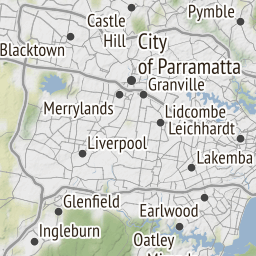 Castle
Hill
Pymble
Blacktown
City
of Parramatta
Granville
Merrylands
Lidcombe
Leichhardt
Liverpool
Lakemba
Glenfield
Earlwood
Ingleburn
Oatley